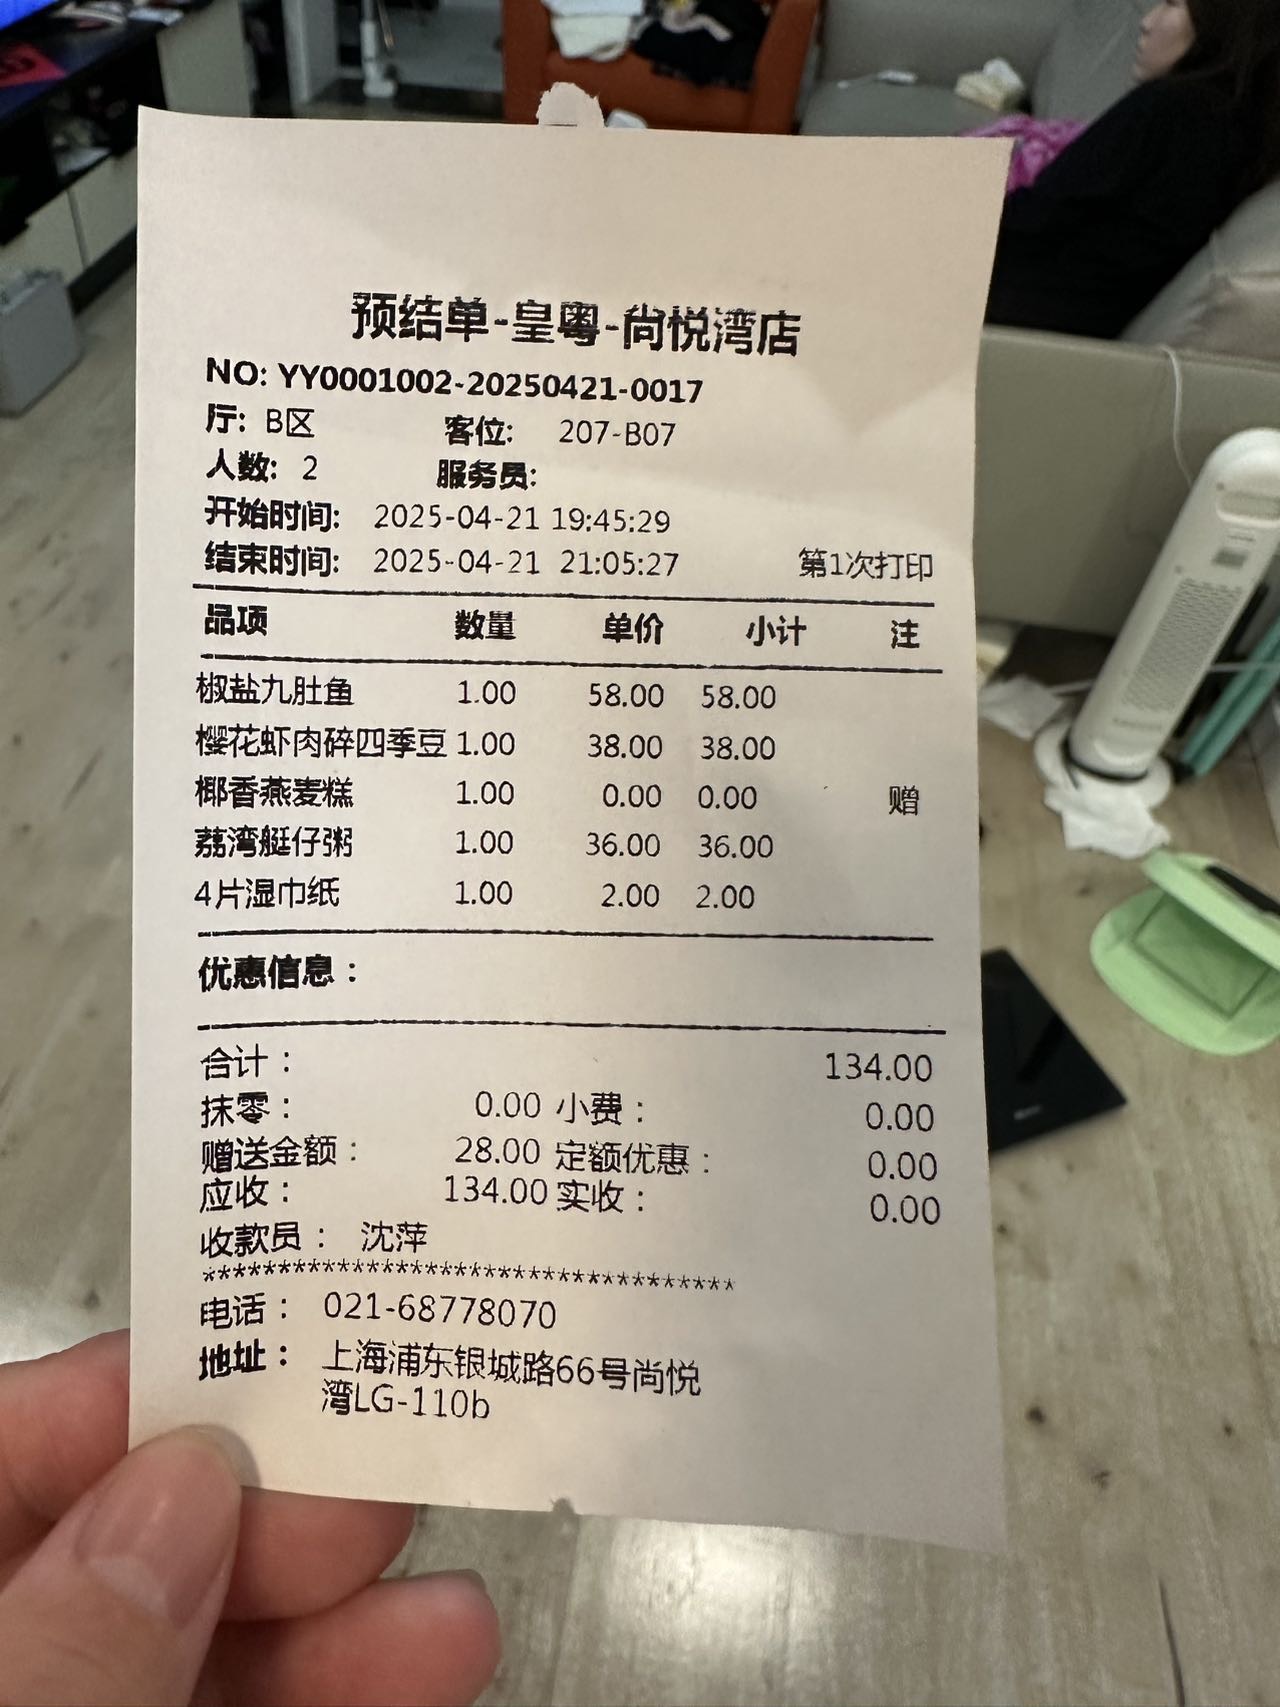 预结单-皇粤-尚悦湾店
NO: YY0001002-20250421-0017
厅: B区 客位: 207-B07
人数: 2 服务员:
开始时间: 2025-04-21 19:45:29
结束时间: 2025-04-21 21:05:27 第1次打印
品项 数量 单价 小计 注
椒盐九肚鱼 1.00 58.00 58.00
樱花虾肉碎四季豆 1.00 38.00 38.00
椰香燕麦糕 1.00 0.00 0.00 赠
荔湾艇仔粥 1.00 36.00 36.00
4片湿巾纸 1.00 2.00 2.00
优惠信息：
合计： 134.00
抹零： 0.00 小费： 0.00
赠送金额： 28.00 定额优惠： 0.00
应收： 134.00 实收： 0.00
收款员： 沈萍
***********************************
电话： 021-68778070
地址： 上海浦东银城路66号尚悦
湾LG-110b